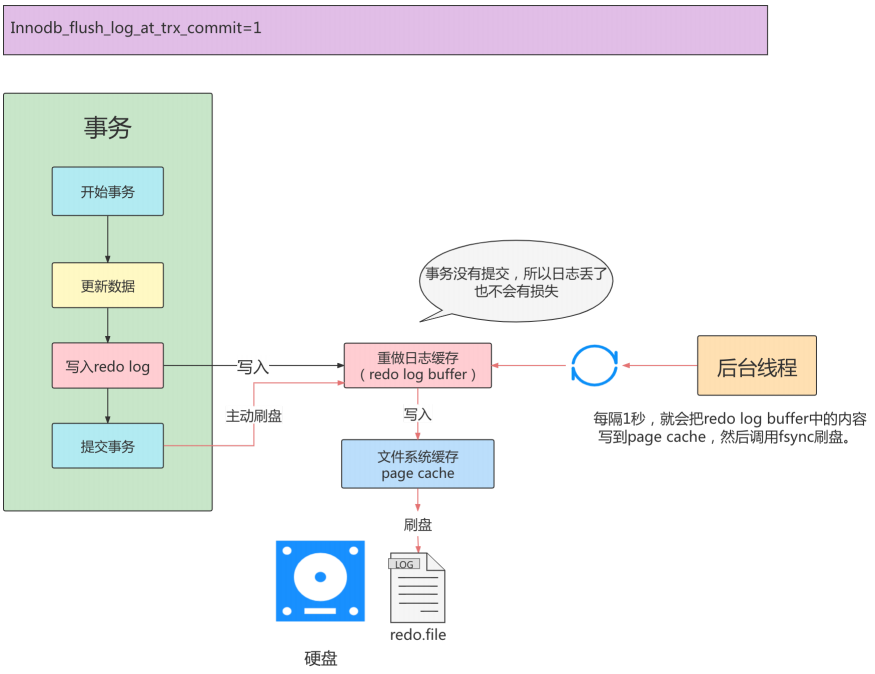 Innodb_flush_log_at_trx_commit=1
事务
开始事务
更新数据
写入redo log
提交事务
写入
主动刷盘
事务没有提交，所以日志丢了
也不会有损失
重做日志缓存
（redo log buffer）
写入
文件系统缓存
page cache
刷盘
LOG
redo.file
硬盘
后台线程
每隔1秒，就会把redo log buffer中的内容
写到page cache，然后调用fsync刷盘。